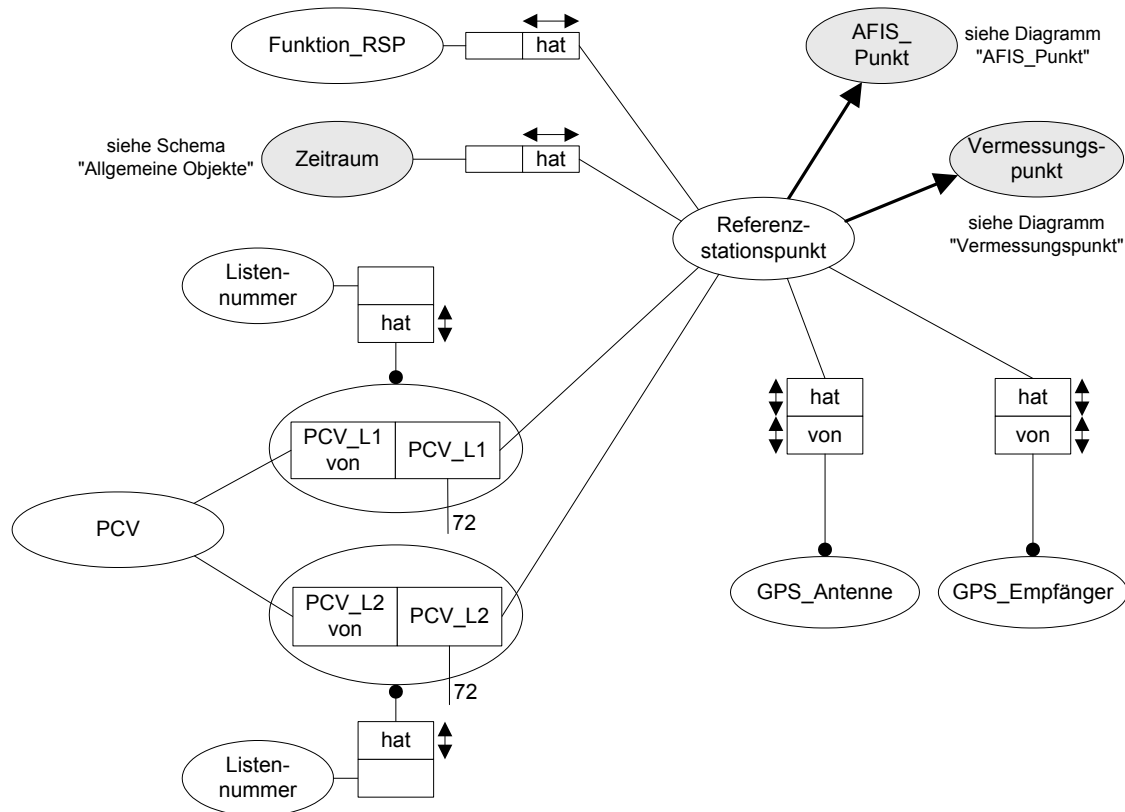 Funktion_RSP
hat
AFIS_
Punkt
siehe Diagramm
"AFIS_Punkt"
siehe Schema
"Allgemeine Objekte"
Zeitraum
hat
Vermessungs-
punkt
siehe Diagramm
"Vermessungspunkt"
Referenz-
stationspunkt
Listen-
nummer
hat
PCV_L1
von
PCV_L1
72
PCV
PCV_L2
von
PCV_L2
72
hat
Listen-
nummer
hat
von
GPS_Antenne
hat
von
GPS_Empfänger